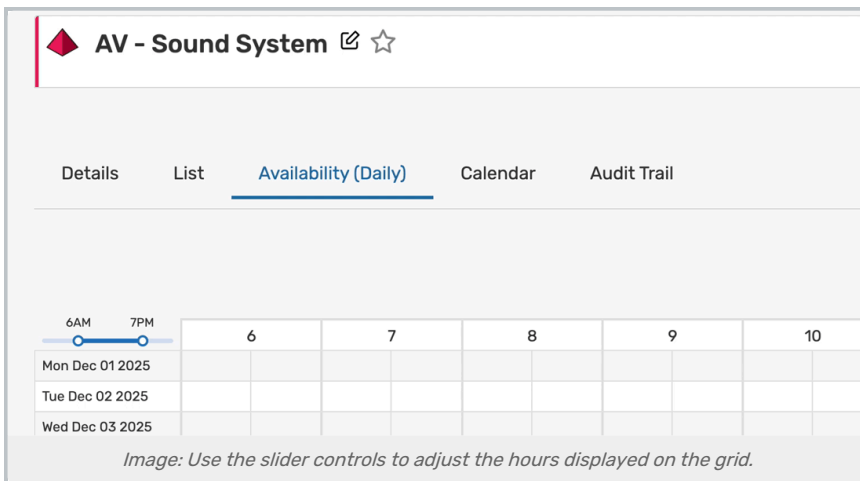 AV - Sound System
Details List Availability (Daily) Calendar Audit Trail
6AM 7PM
6 7 8 9 10
Mon Dec 01 2025
Tue Dec 02 2025
Wed Dec 03 2025
Image: Use the slider controls to adjust the hours displayed on the grid.